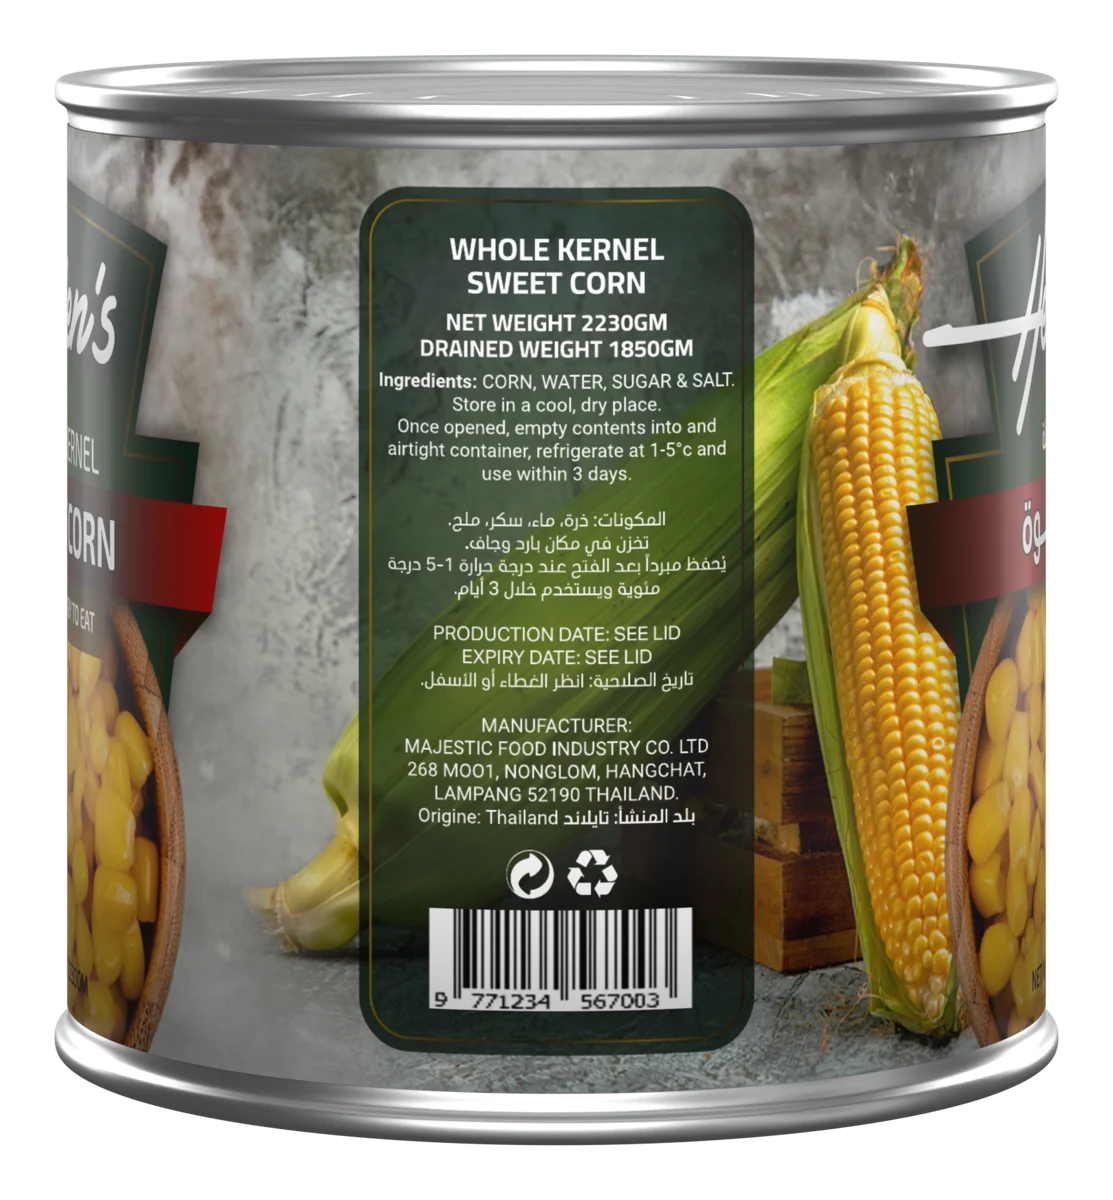 WHOLE KERNEL
SWEET CORN
NET WEIGHT 2230GM
DRAINED WEIGHT 1850GM
Ingredients: CORN, WATER, SUGAR & SALT.
Store in a cool, dry place.
Once opened, empty contents into and
airtight container, refrigerate at 1-5°c and
use within 3 days.
المكونات: ذرة، ماء، سكر، ملح.
تخزن في مكان بارد وجاف.
يُحفظ مبرداً بعد الفتح عند درجة حرارة 1-5 درجة
مئوية ويستخدم خلال 3 أيام.
PRODUCTION DATE: SEE LID
EXPIRY DATE: SEE LID
تاريخ الصلاحية: انظر الغطاء أو الأسفل.
MANUFACTURER:
MAJESTIC FOOD INDUSTRY CO. LTD
268 MOO1, NONGLOM, HANGCHAT,
LAMPANG 52190 THAILAND.
Origine: Thailand بلد المنشأ: تايلاند
9 771234 567003
CORN
TO EAT